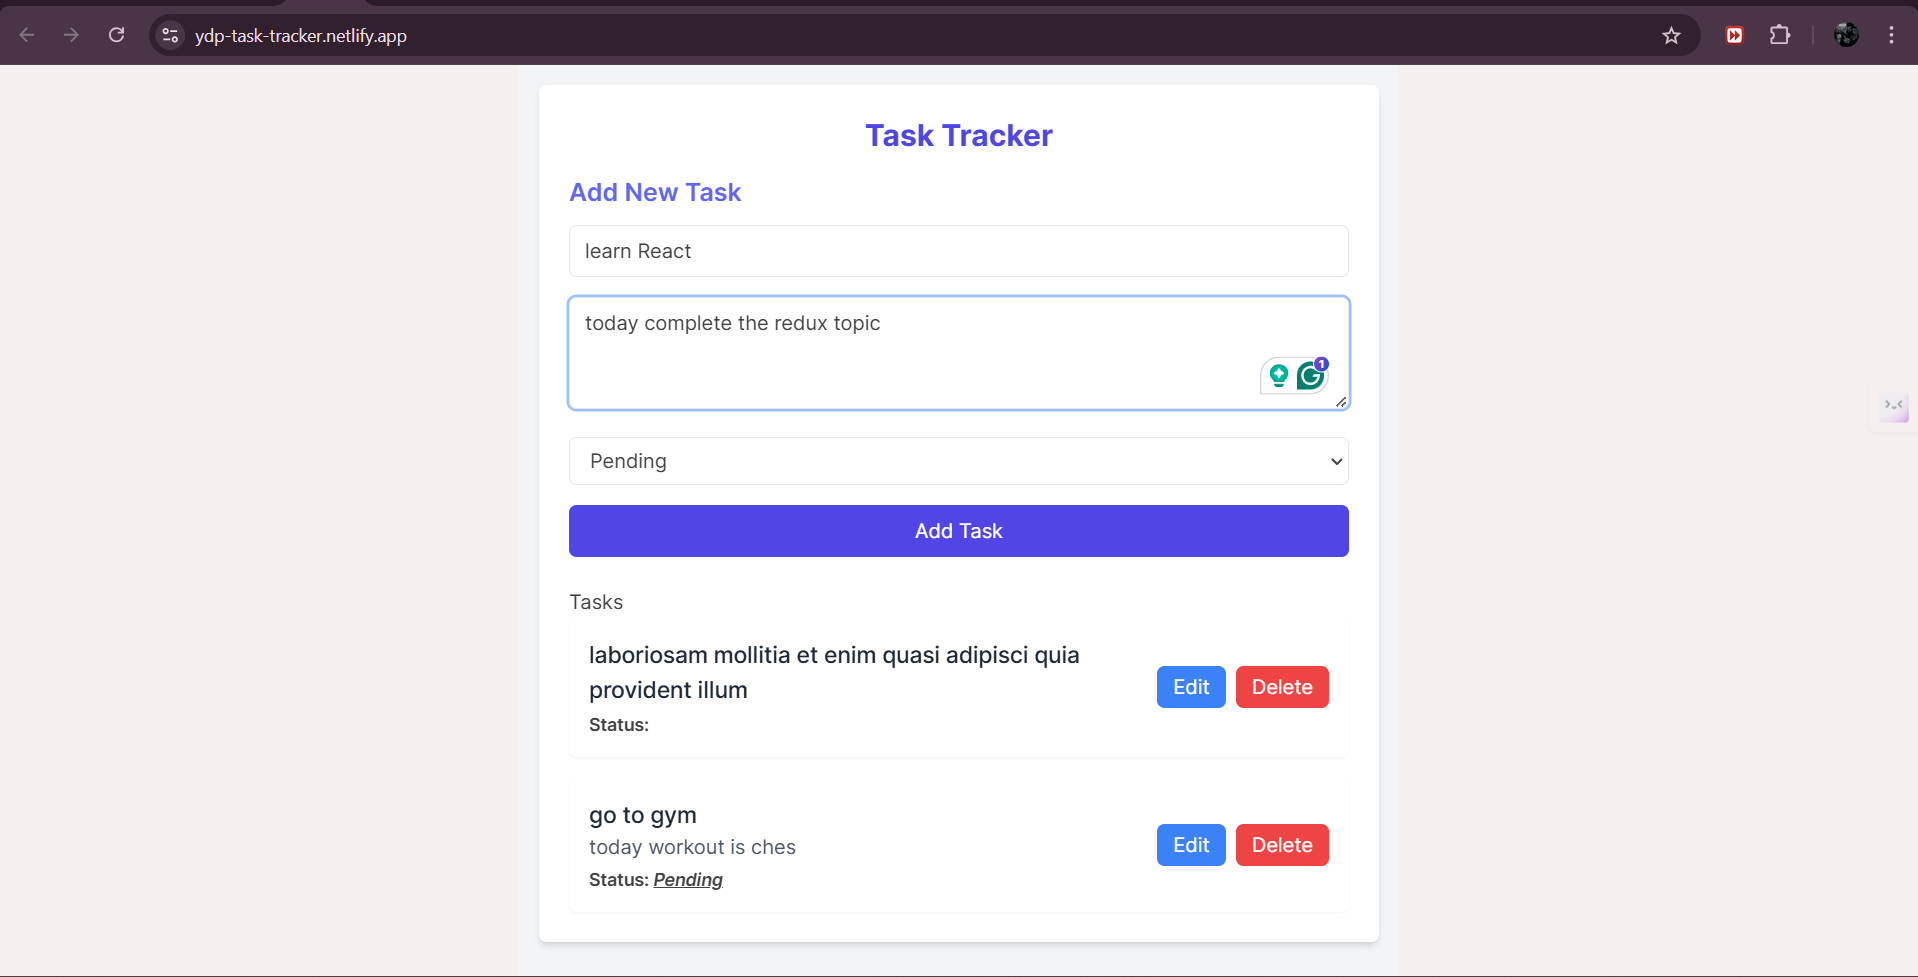 ydp-task-tracker.netlify.app
Task Tracker
Add New Task
learn React
today complete the redux topic
1
Pending
Add Task
Tasks
laboriosam mollitia et enim quasi adipisci quia
provident illum
Status:
Edit Delete
go to gym
today workout is ches
Status: Pending
Edit Delete